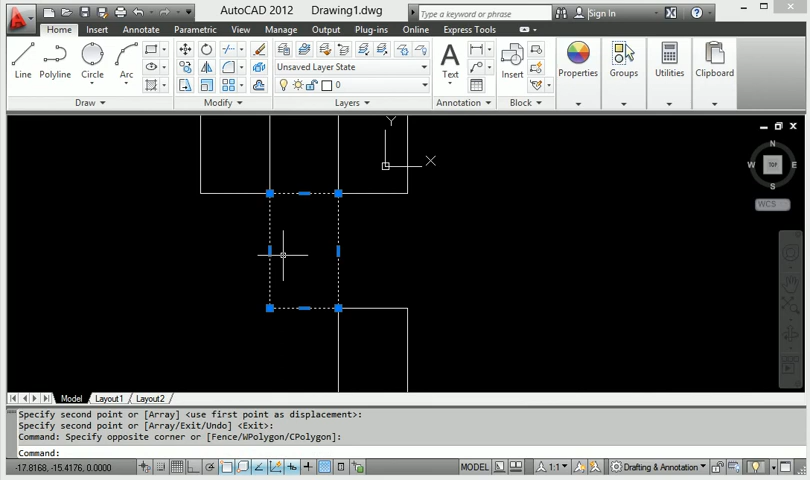 AutoCAD 2012 Drawing1.dwg Type a keyword or phrase Sign In
Home Insert Annotate Parametric View Manage Output Plug-ins Online Express Tools
Line Polyline Circle Arc
Unsaved Layer State
0
Text Insert Properties Groups Utilities Clipboard
Draw Modify Layers Annotation Block
Y
X
N
W TOP E
S
WCS
Model Layout1 Layout2
Specify second point or [Array] <use first point as displacement>:
Specify second point or [Array/Exit/Undo] <Exit>:
Command: Specify opposite corner or [Fence/WPolygon/CPolygon]:
Command:
-17.8168, -15.4176, 0.0000 MODEL 1:1 Drafting & Annotation